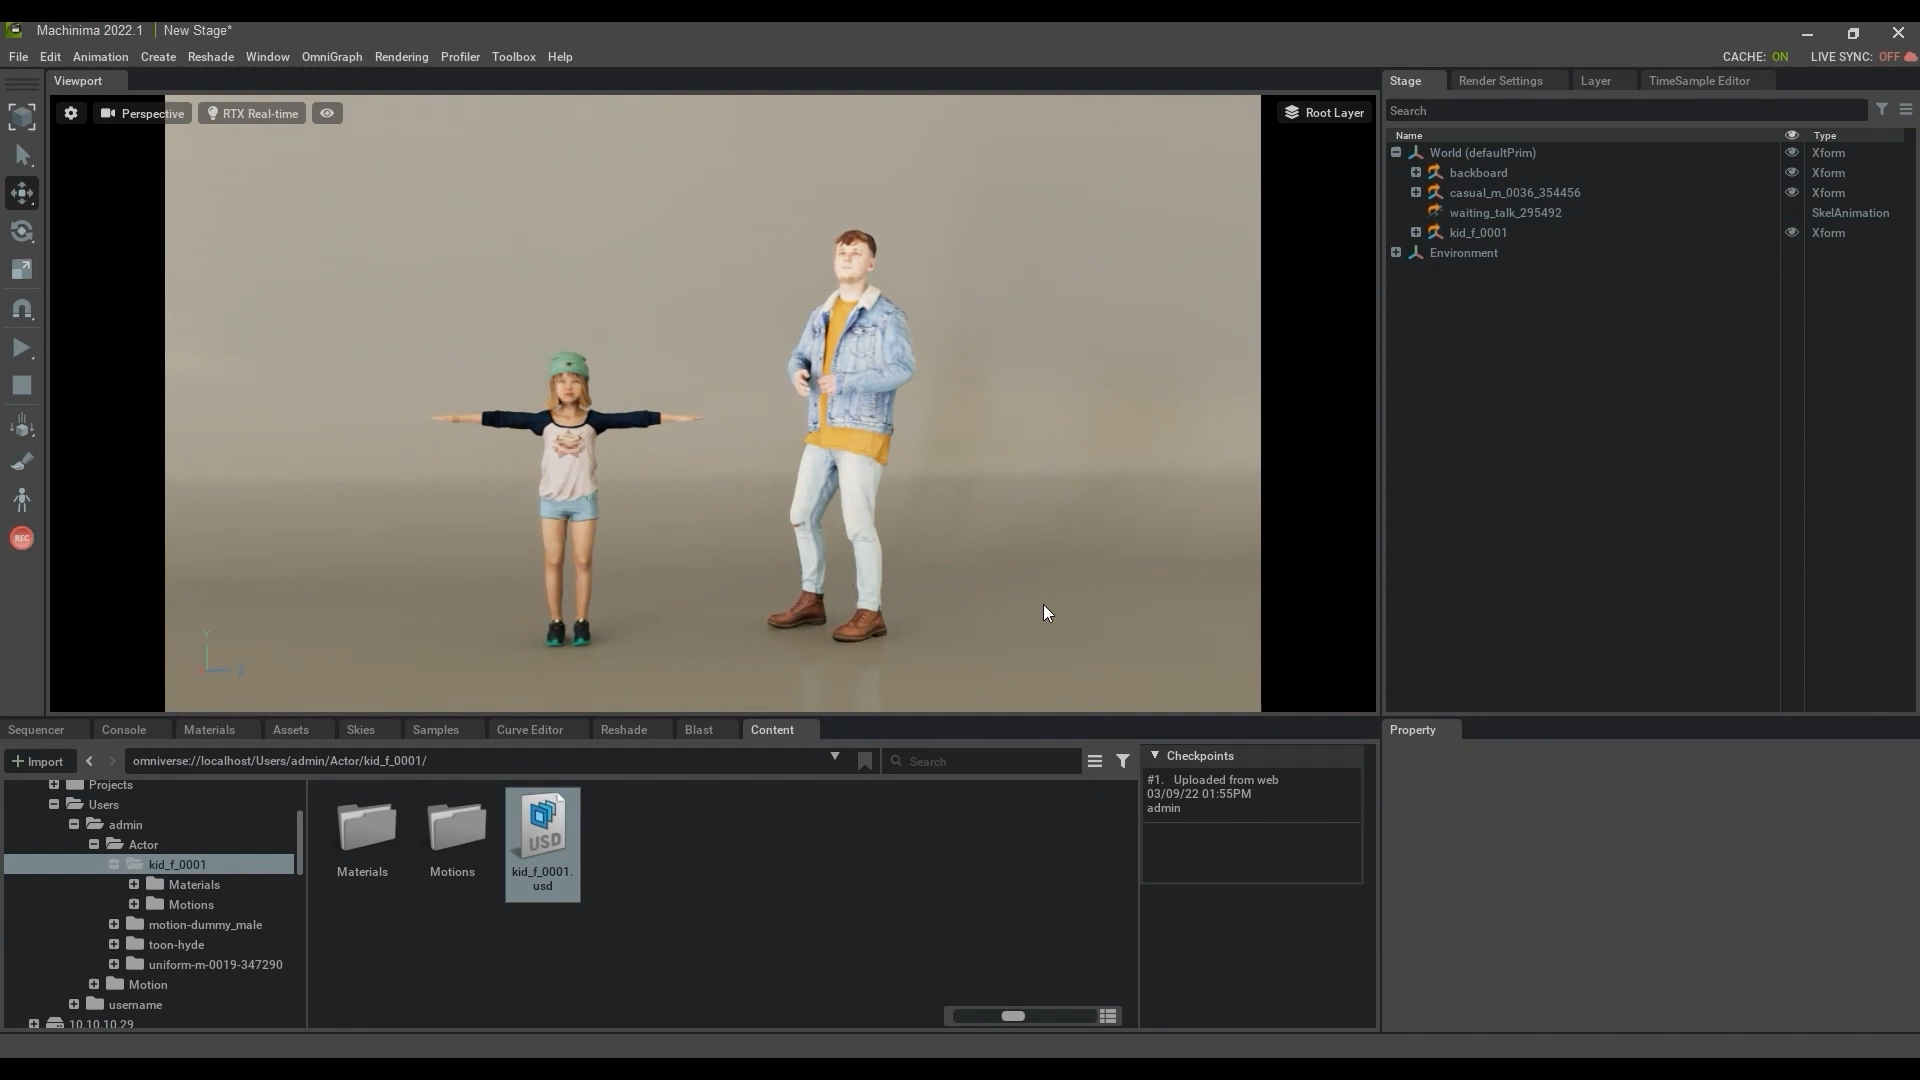 Machinima 2022.1 | New Stage*
File Edit Animation Create Reshade Window OmniGraph Rendering Profiler Toolbox Help
CACHE: ON LIVE SYNC: OFF
Viewport
Perspective RTX Real-time
Root Layer
REC
Y
Z
Stage Render Settings Layer TimeSample Editor
Search
Name Type
World (defaultPrim) Xform
backboard Xform
casual_m_0036_354456 Xform
waiting_talk_295492 SkelAnimation
kid_f_0001 Xform
Environment
Sequencer Console Materials Assets Skies Samples Curve Editor Reshade Blast Content
+ Import omniverse://localhost/Users/admin/Actor/kid_f_0001/ Search
Projects
Users
admin
Actor
kid_f_0001
Materials
Motions
motion-dummy_male
toon-hyde
uniform-m-0019-347290
Motion
username
10.10.10.29
Materials
Motions
USD
kid_f_0001.
usd
Checkpoints
#1. Uploaded from web
03/09/22 01:55PM
admin
Property